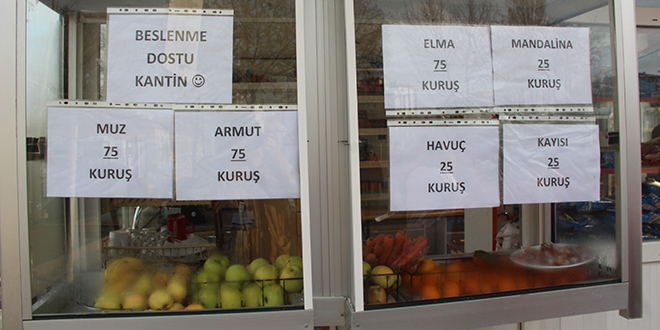 BESLENME
DOSTU
KANTİN ☺
MUZ
75
KURUŞ
ARMUT
75
KURUŞ
ELMA
75
KURUŞ
MANDALİNA
25
KURUŞ
HAVUÇ
25
KURUŞ
KAYISI
25
KURUŞ